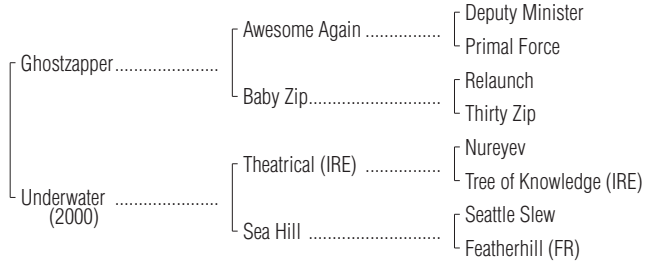 Deputy Minister
Awesome Again ................
Primal Force
Ghostzapper......................
Relaunch
Baby Zip............................
Thirty Zip
Nureyev
Theatrical (IRE) ................
Tree of Knowledge (IRE)
Underwater ......................
(2000)
Seattle Slew
Sea Hill ............................
Featherhill (FR)